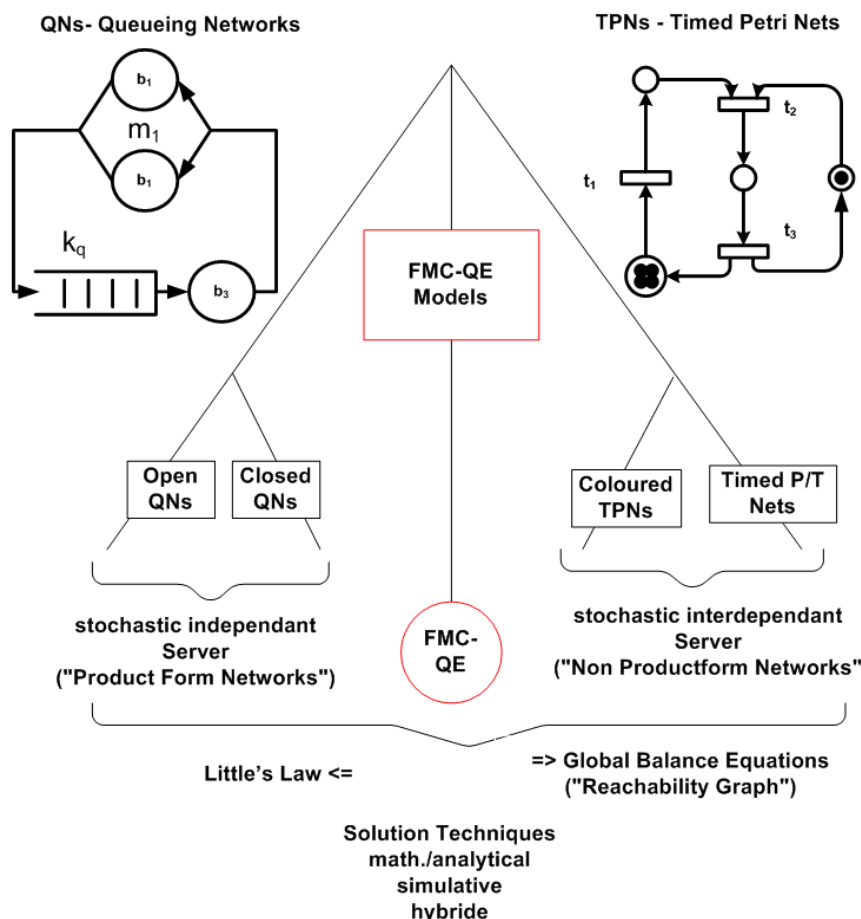 QNs- Queueing Networks
TPNs - Timed Petri Nets
b₁
m₁
b₁
k_q
b₃
t₁
t₂
t₃
FMC-QE
Models
Open
QNs
Closed
QNs
Coloured
TPNs
Timed P/T
Nets
stochastic independant
Server
("Product Form Networks")
FMC-
QE
stochastic interdependant
Server
("Non Productform Networks"
Little's Law <=
=> Global Balance Equations
("Reachability Graph")
Solution Techniques
math./analytical
simulative
hybride